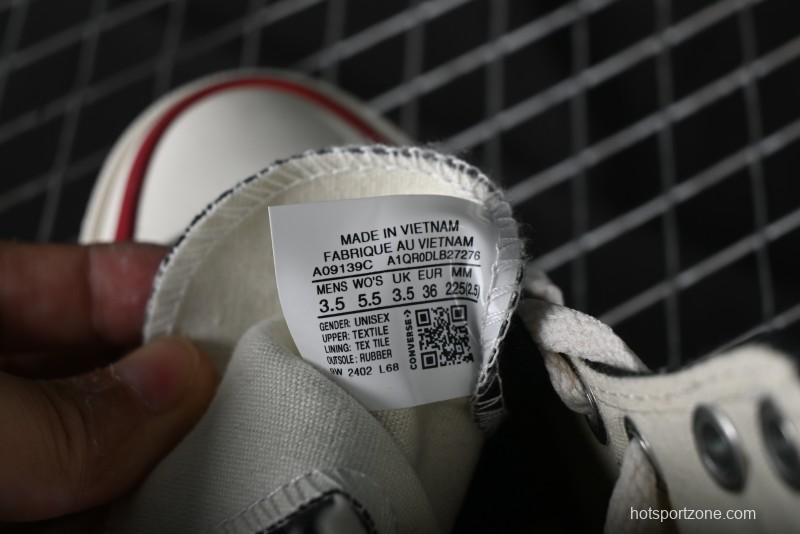 MADE IN VIETNAM
FABRIQUE AU VIETNAM
A09139C A1QR0DLB27276
MENS WO'S UK EUR MM
3.5 5.5 3.5 36 225(2.5)
GENDER: UNISEX
UPPER: TEXTILE
LINING: TEX TILE
OUTSOLE: RUBBER
9W 2402 L68
CONVERSE>
hotsportzone.com